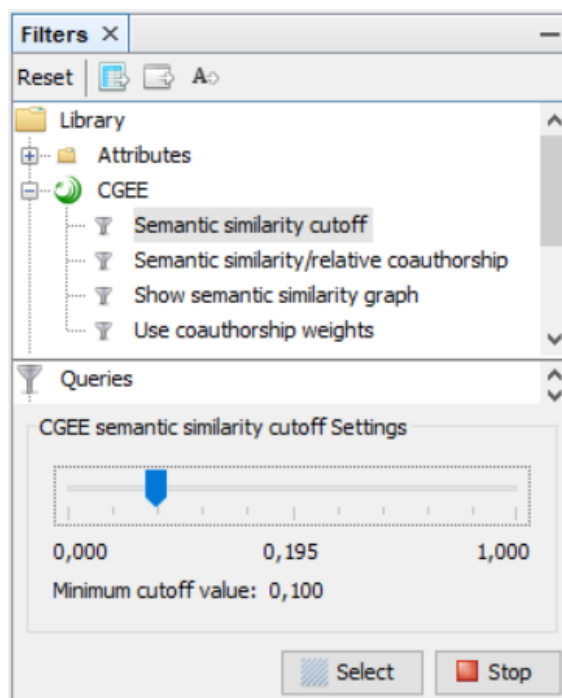 Filters
Reset
Library
Attributes
CGEE
Semantic similarity cutoff
Semantic similarity/relative coauthorship
Show semantic similarity graph
Use coauthorship weights
Queries
CGEE semantic similarity cutoff Settings
0,000 0,195 1,000
Minimum cutoff value: 0,100
Select Stop